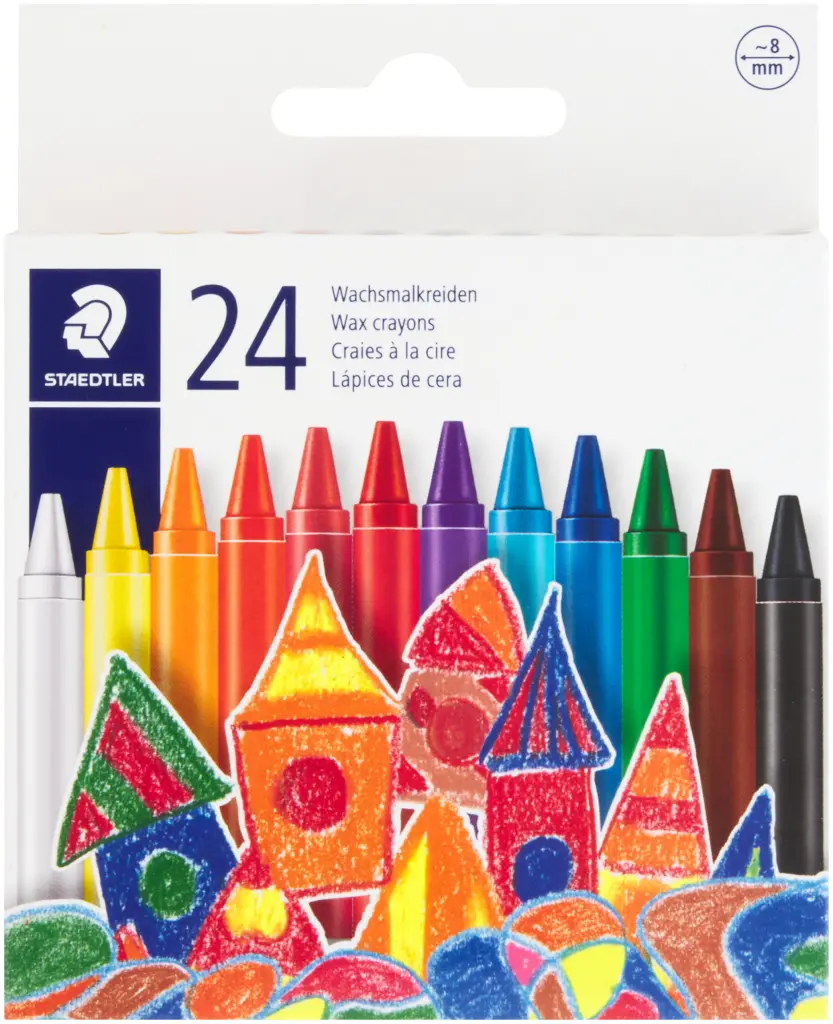 ~8
mm
STAEDTLER
24
Wachsmalkreiden
Wax crayons
Craies à la cire
Lápices de cera